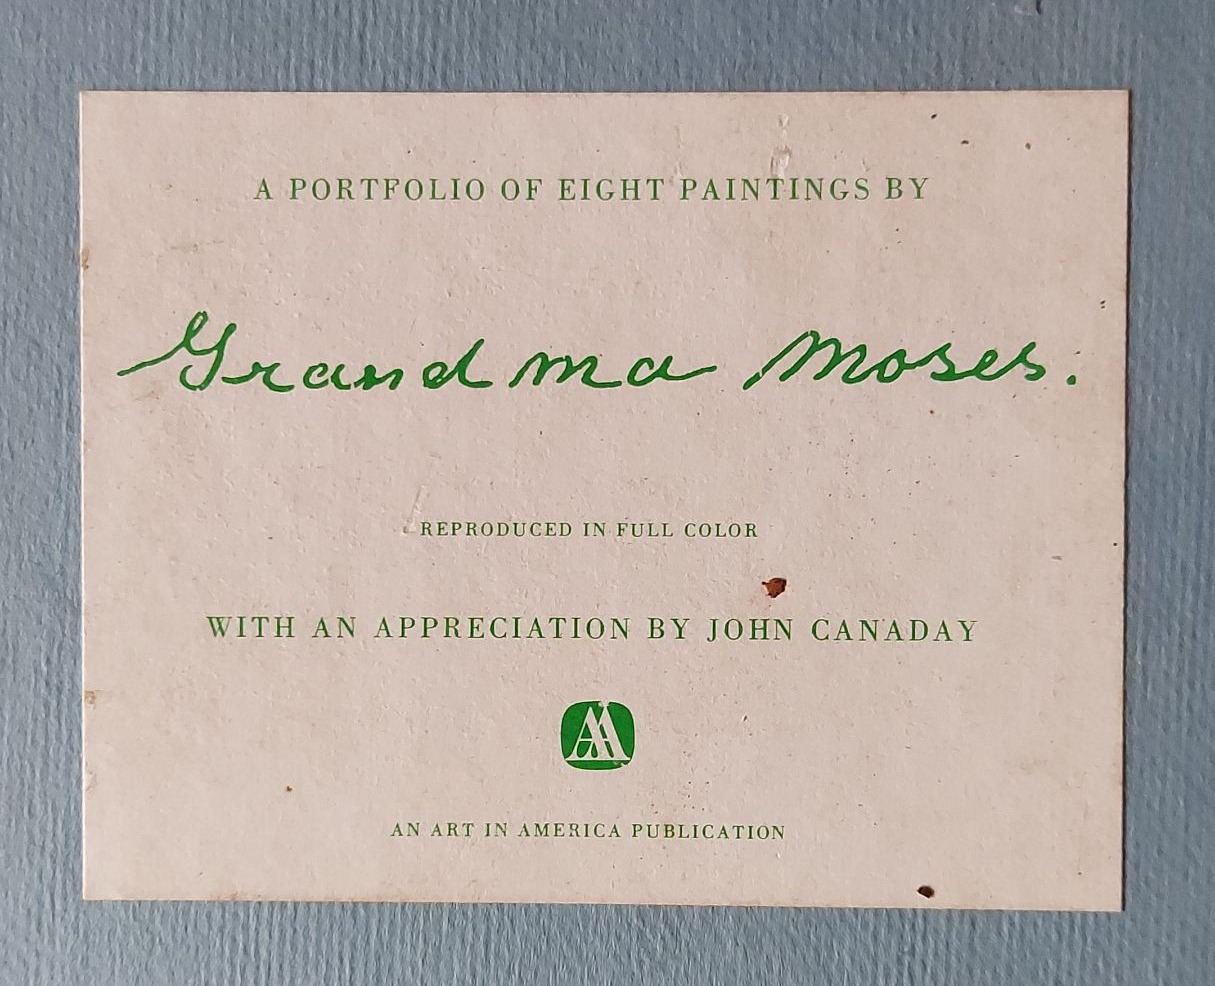 A PORTFOLIO OF EIGHT PAINTINGS BY
Grandma Moses.
REPRODUCED IN FULL COLOR
WITH AN APPRECIATION BY JOHN CANADAY
AA
AN ART IN AMERICA PUBLICATION